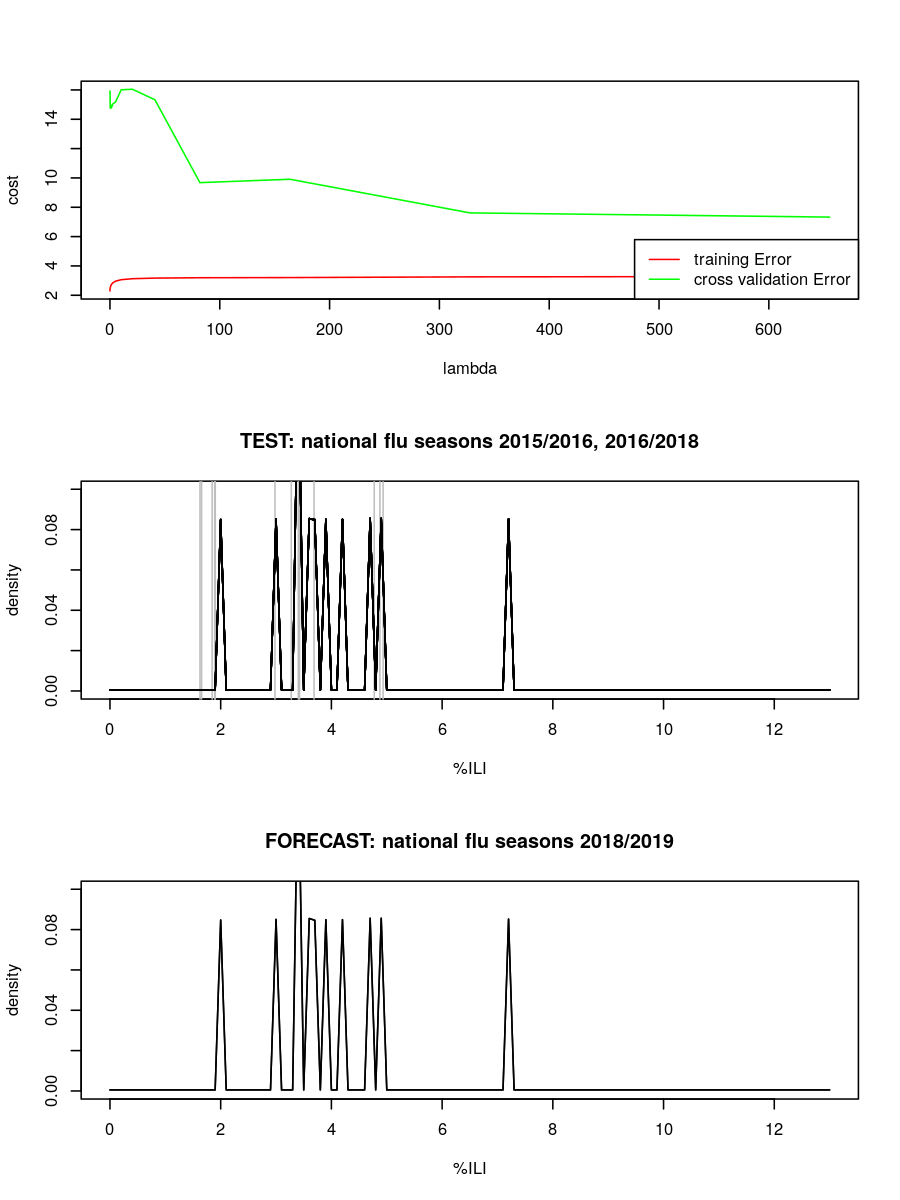 cost
14
10
8
6
4
2
training Error
cross validation Error
0 100 200 300 400 500 600
lambda
TEST: national flu seasons 2015/2016, 2016/2018
density
0.08
0.04
0.00
0 2 4 6 8 10 12
%ILI
FORECAST: national flu seasons 2018/2019
density
0.08
0.04
0.00
0 2 4 6 8 10 12
%ILI